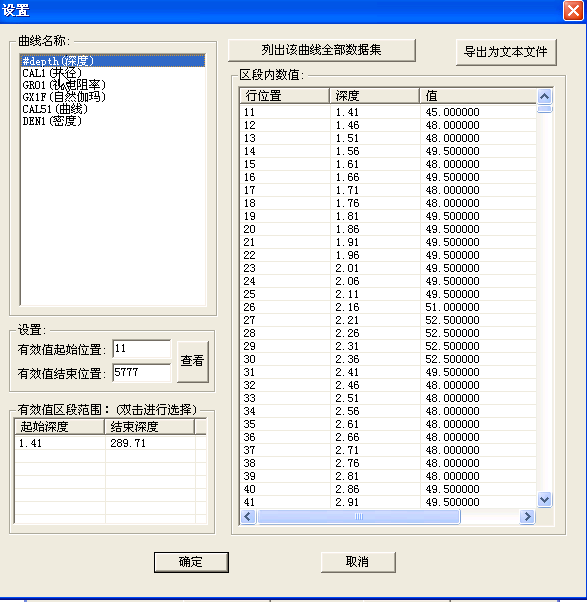 设置
曲线名称:
#depth(深度)
CAL1(井径)
GRO1(视电阻率)
GX1F(自然伽玛)
CAL51(曲线)
DEN1(密度)
设置:
有效值起始位置: 11
有效值结束位置: 5777
查看
有效值区段范围:(双击进行选择)
起始深度 结束深度
1.41 289.71
列出该曲线全部数据集
导出为文本文件
区段内数值:
行位置 深度 值
11 1.41 45.000000
12 1.46 48.000000
13 1.51 48.000000
14 1.56 49.500000
15 1.61 48.000000
16 1.66 49.500000
17 1.71 48.000000
18 1.76 48.000000
19 1.81 49.500000
20 1.86 49.500000
21 1.91 49.500000
22 1.96 49.500000
23 2.01 49.500000
24 2.06 49.500000
25 2.11 49.500000
26 2.16 51.000000
27 2.21 52.500000
28 2.26 52.500000
29 2.31 52.500000
30 2.36 52.500000
31 2.41 49.500000
32 2.46 48.000000
33 2.51 48.000000
34 2.56 48.000000
35 2.61 48.000000
36 2.66 48.000000
37 2.71 48.000000
38 2.76 48.000000
39 2.81 48.000000
40 2.86 49.500000
41 2.91 49.500000
确定
取消